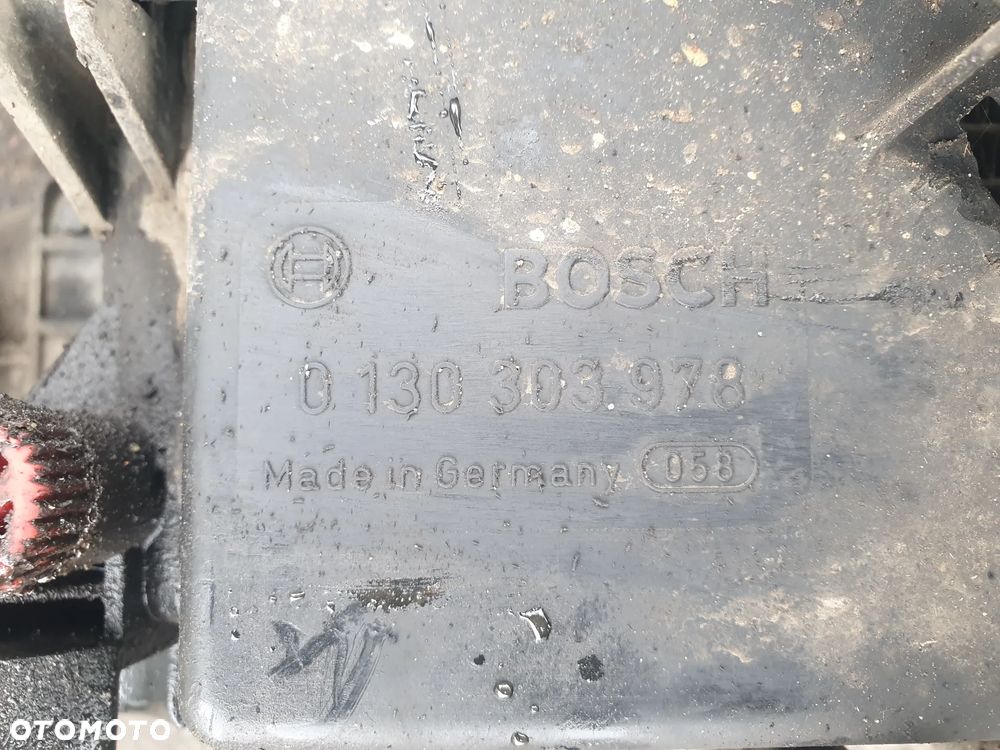 BOSCH
0 130 303 978
Made in Germany 058
OTOMOTO